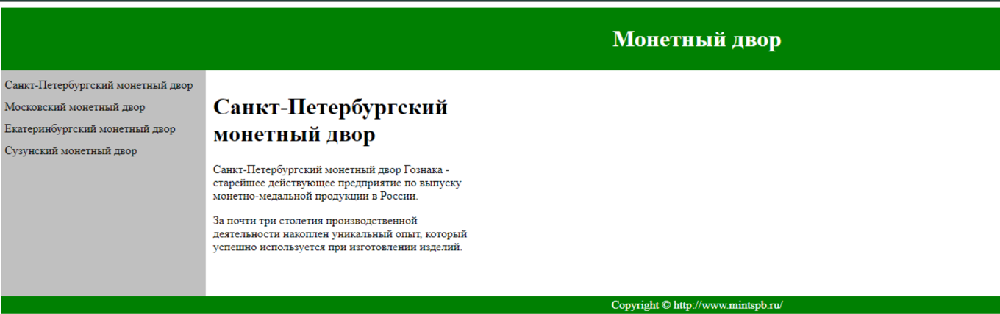 Монетный двор
Санкт-Петербургский монетный двор
Московский монетный двор
Екатеринбургский монетный двор
Сузунский монетный двор
Санкт-Петербургский
монетный двор
Санкт-Петербургский монетный двор Гознака -
старейшее действующее предприятие по выпуску
монетно-медальной продукции в России.
За почти три столетия производственной
деятельности накоплен уникальный опыт, который
успешно используется при изготовлении изделий.
Copyright © http://www.mintspb.ru/